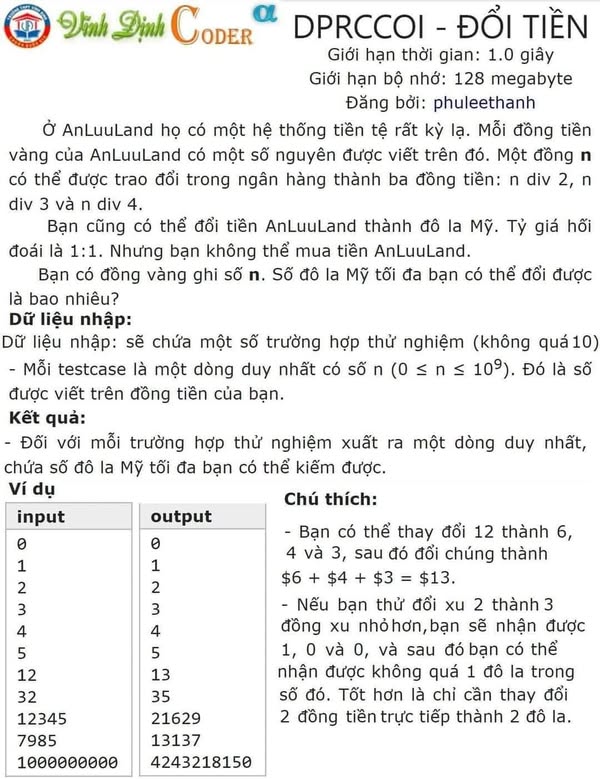 Vĩnh Định CODER α DPRCCOI - ĐỔI TIỀN
Giới hạn thời gian: 1.0 giây
Giới hạn bộ nhớ: 128 megabyte
Đăng bởi: phuleethanh
Ở AnLuuLand họ có một hệ thống tiền tệ rất kỳ lạ. Mỗi đồng tiền
vàng của AnLuuLand có một số nguyên được viết trên đó. Một đồng n
có thể được trao đổi trong ngân hàng thành ba đồng tiền: n div 2, n
div 3 và n div 4.
Bạn cũng có thể đổi tiền AnLuuLand thành đô la Mỹ. Tỷ giá hối
đoái là 1:1. Nhưng bạn không thể mua tiền AnLuuLand.
Bạn có đồng vàng ghi số n. Số đô la Mỹ tối đa bạn có thể đổi được
là bao nhiêu?
Dữ liệu nhập:
Dữ liệu nhập: sẽ chứa một số trường hợp thử nghiệm (không quá 10)
- Mỗi testcase là một dòng duy nhất có số n (0 ≤ n ≤ 10⁹). Đó là số
được viết trên đồng tiền của bạn.
Kết quả:
- Đối với mỗi trường hợp thử nghiệm xuất ra một dòng duy nhất,
chứa số đô la Mỹ tối đa bạn có thể kiếm được.
Ví dụ
input
0
1
2
3
4
5
12
32
12345
7985
1000000000
output
0
1
2
3
4
5
13
35
21629
13137
4243218150
Chú thích:
- Bạn có thể thay đổi 12 thành 6,
4 và 3, sau đó đổi chúng thành
$6 + $4 + $3 = $13.
- Nếu bạn thử đổi xu 2 thành 3
đồng xu nhỏ hơn, bạn sẽ nhận được
1, 0 và 0, và sau đó bạn có thể
nhận được không quá 1 đô la trong
số đó. Tốt hơn là chỉ cần thay đổi
2 đồng tiền trực tiếp thành 2 đô la.